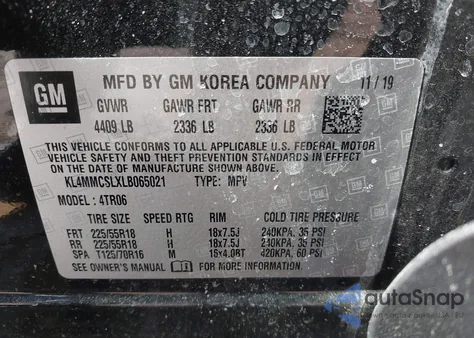 GM
MFD BY GM KOREA COMPANY 11/19
GVWR GAWR FRT GAWR RR
4409 LB 2336 LB 2336 LB
THIS VEHICLE CONFORMS TO ALL APPLICABLE U.S. FEDERAL MOTOR
VEHICLE SAFETY AND THEFT PREVENTION STANDARDS IN EFFECT
ON THE DATE OF MANUFACTURE SHOWN ABOVE.
KL4MMCSLXLB065021 TYPE: MPV
MODEL: 4TR06
TIRE SIZE SPEED RTG RIM COLD TIRE PRESSURE
FRT 225/55R18 H 18x7.5J 240KPA, 35 PSI
RR 225/55R18 H 18x7.5J 240KPA, 35 PSI
SPA T125/70R16 M 16x4.0BT 420KPA, 60 PSI
SEE OWNER'S MANUAL FOR MORE INFORMATION.
autoSnap